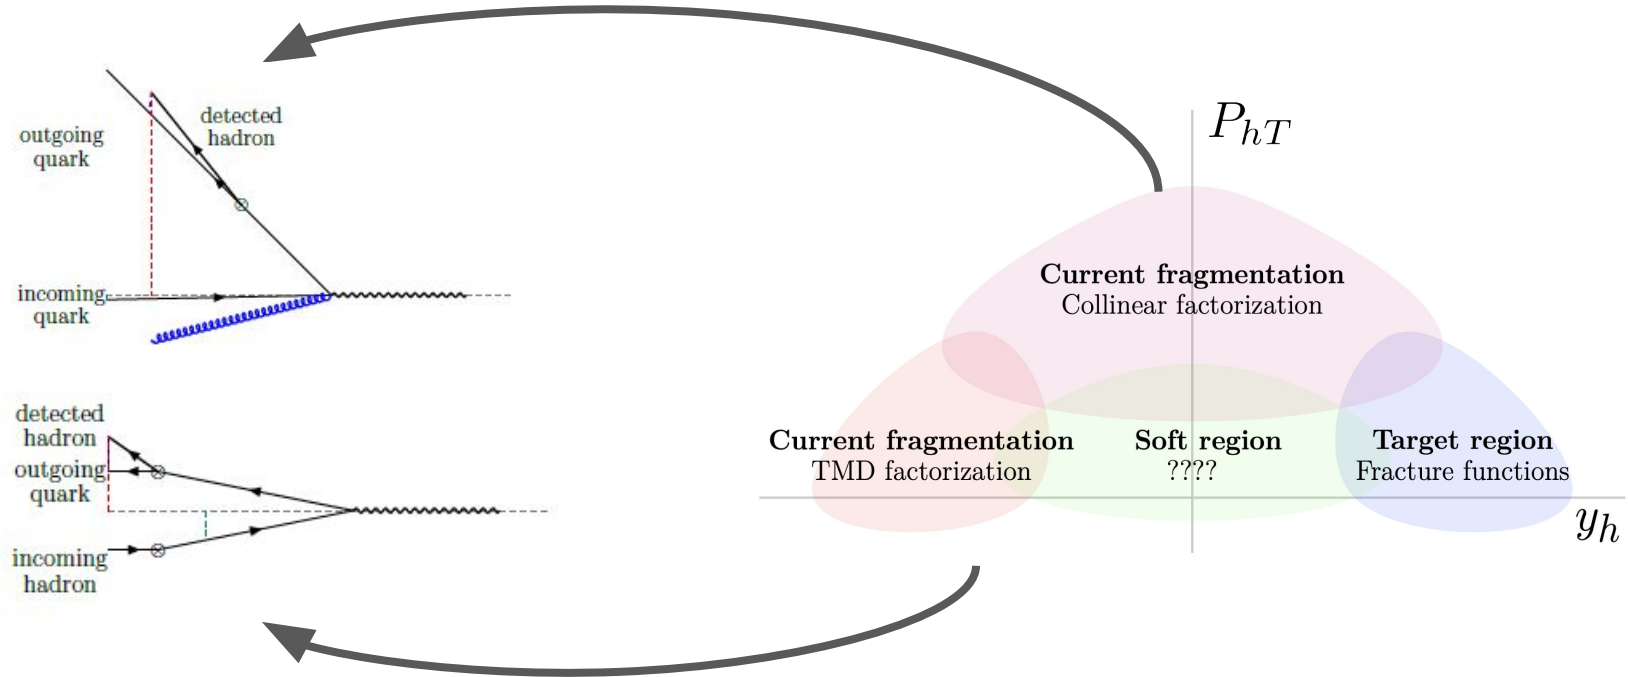 detected
hadron
outgoing
quark
incoming
quark
detected
hadron
outgoing
quark
incoming
hadron
P_{hT}
Current fragmentation
Collinear factorization
Current fragmentation
TMD factorization
Soft region
????
Target region
Fracture functions
y_h